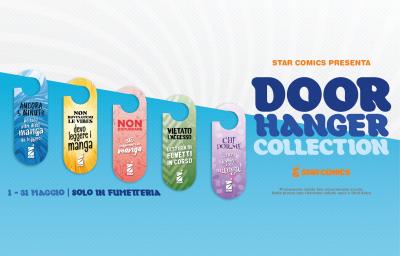 STAR COMICS PRESENTA
DOOR
HANGER
COLLECTION
STAR COMICS
ANCORA
5 MINUTI
manga
NON
ROVINATEMI
LE VIBES
devo
leggere i
manga
NON
DISTURBARE
manga
VIETATO
L'ACCESSO
LETTURA DI
FUMETTI
IN CORSO
CHI
DORME
manga!
1 - 31 MAGGIO | SOLO IN FUMETTERIA